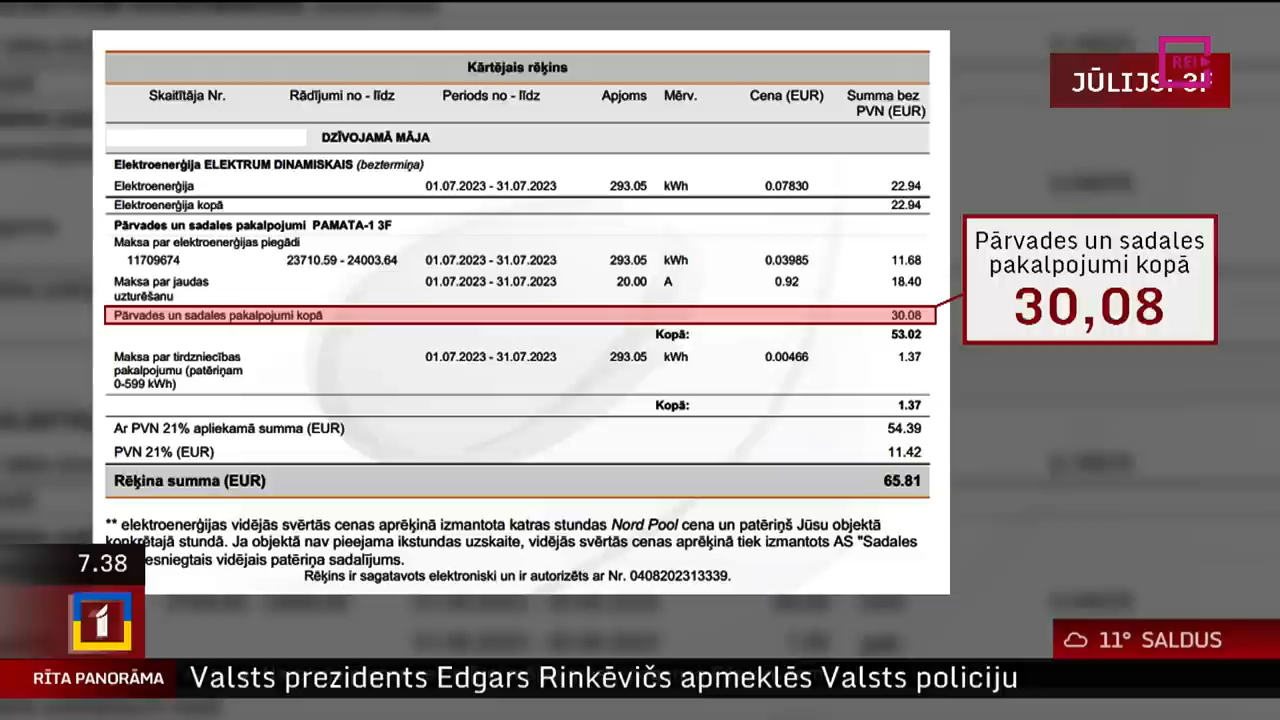 Kārtējais rēķins
Skaitītāja Nr. Rādījumi no - līdz Periods no - līdz Apjoms Mērv. Cena (EUR) Summa bez
PVN (EUR)
DZĪVOJAMĀ MĀJA
Elektroenerģija ELEKTRUM DINAMISKAIS (beztermiņa)
Elektroenerģija 01.07.2023 - 31.07.2023 293.05 kWh 0.07830 22.94
Elektroenerģija kopā 22.94
Pārvades un sadales pakalpojumi PAMATA-1 3F
Maksa par elektroenerģijas piegādi
11709674 23710.59 - 24003.64 01.07.2023 - 31.07.2023 293.05 kWh 0.03985 11.68
Maksa par jaudas 01.07.2023 - 31.07.2023 20.00 A 0.92 18.40
uzturēšanu
Pārvades un sadales pakalpojumi kopā 30.08
Kopā: 53.02
Maksa par tirdzniecības 01.07.2023 - 31.07.2023 293.05 kWh 0.00466 1.37
pakalpojumu (patēriņam
0-599 kWh)
Kopā: 1.37
Ar PVN 21% apliekamā summa (EUR) 54.39
PVN 21% (EUR) 11.42
Rēķina summa (EUR) 65.81
** elektroenerģijas vidējās svērtās cenas aprēķinā izmantota katras stundas Nord Pool cena un patēriņš Jūsu objektā
konkrētajā stundā. Ja objektā nav pieejama ikstundas uzskaite, vidējās svērtās cenas aprēķinā tiek izmantots AS "Sadales
vidējais patēriņa sadalījums.
Rēķins ir sagatavots elektroniski un ir autorizēts ar Nr. 0408202313339.
JŪLIJS:
REI
Pārvades un sadales
pakalpojumi kopā
30,08
7.38
1
11° SALDUS
RĪTA PANORĀMA
Valsts prezidents Edgars Rinkēvičs apmeklēs Valsts policiju